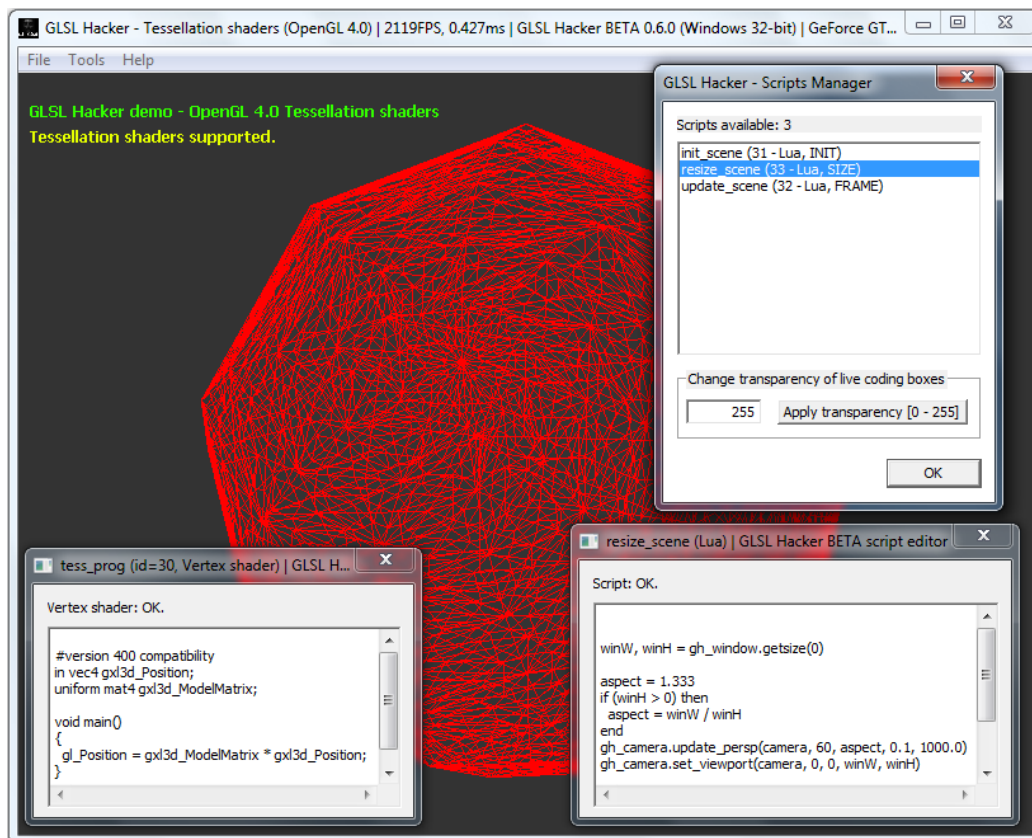 GLSL Hacker - Tessellation shaders (OpenGL 4.0) | 2119FPS, 0.427ms | GLSL Hacker BETA 0.6.0 (Windows 32-bit) | GeForce GT...
File Tools Help
GLSL Hacker demo - OpenGL 4.0 Tessellation shaders
Tessellation shaders supported.
GLSL Hacker - Scripts Manager
Scripts available: 3
init_scene (31 - Lua, INIT)
resize_scene (33 - Lua, SIZE)
update_scene (32 - Lua, FRAME)
Change transparency of live coding boxes
255 Apply transparency [0 - 255]
OK
tess_prog (id=30, Vertex shader) | GLSL H...
Vertex shader: OK.
#version 400 compatibility
in vec4 gxl3d_Position;
uniform mat4 gxl3d_ModelMatrix;
void main()
{
gl_Position = gxl3d_ModelMatrix * gxl3d_Position;
}
resize_scene (Lua) | GLSL Hacker BETA script editor
Script: OK.
winW, winH = gh_window.getsize(0)
aspect = 1.333
if (winH > 0) then
aspect = winW / winH
end
gh_camera.update_persp(camera, 60, aspect, 0.1, 1000.0)
gh_camera.set_viewport(camera, 0, 0, winW, winH)